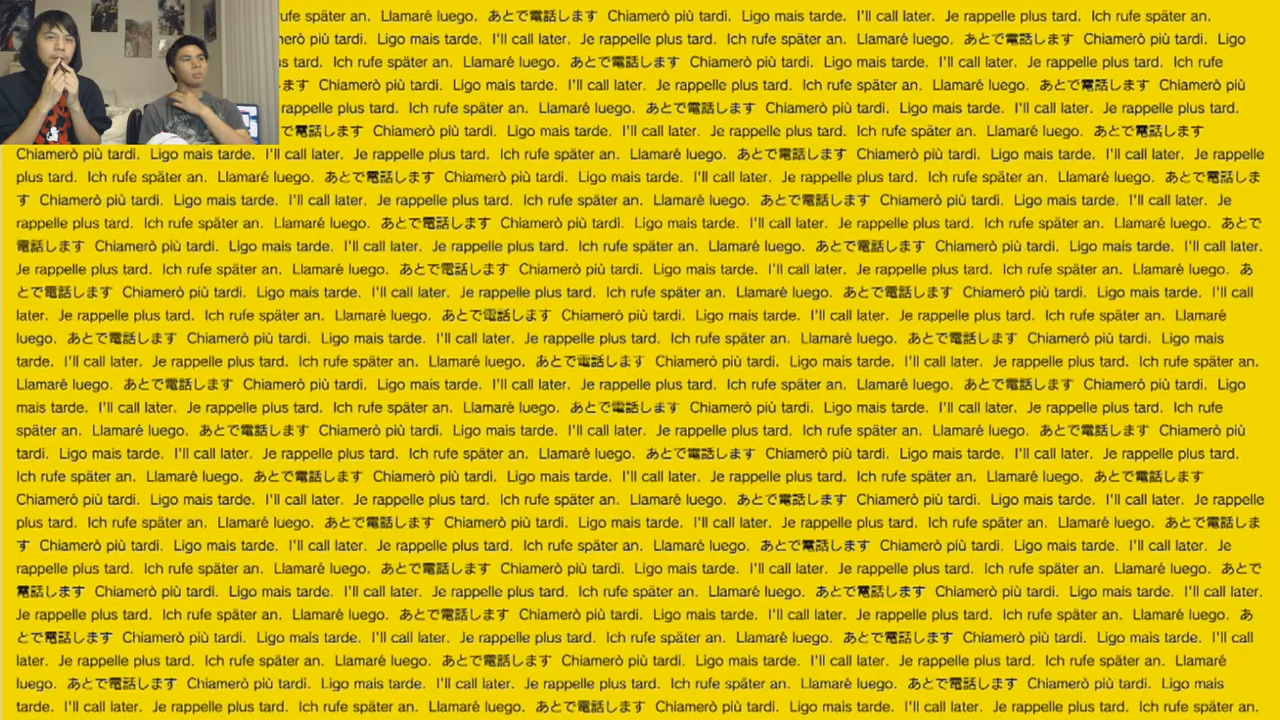 rufe später an. Llamaré luego. あとで電話します Chiamerò più tardi. Ligo mais tarde. I'll call later. Je rappelle plus tard. Ich rufe später an.
più tardi. Ligo mais tarde. I'll call later. Je rappelle plus tard. Ich rufe später an. Llamaré luego. あとで電話します Chiamerò più tardi. Ligo
tard. Ich rufe später an. Llamaré luego. あとで電話します Chiamerò più tardi. Ligo mais tarde. I'll call later. Je rappelle plus tard. Ich rufe
ます Chiamerò più tardi. Ligo mais tarde. I'll call later. Je rappelle plus tard. Ich rufe später an. Llamaré luego. あとで電話します Chiamerò più
rappelle plus tard. Ich rufe später an. Llamaré luego. あとで電話します Chiamerò più tardi. Ligo mais tarde. I'll call later. Je rappelle plus tard.
で電話します Chiamerò più tardi. Ligo mais tarde. I'll call later. Je rappelle plus tard. Ich rufe später an. Llamaré luego. あとで電話します
Chiamerò più tardi. Ligo mais tarde. I'll call later. Je rappelle plus tard. Ich rufe später an. Llamaré luego. あとで電話します Chiamerò più tardi. Ligo mais tarde. I'll call later. Je rappelle
plus tard. Ich rufe später an. Llamaré luego. あとで電話します Chiamerò più tardi. Ligo mais tarde. I'll call later. Je rappelle plus tard. Ich rufe später an. Llamaré luego. あとで電話しま
す Chiamerò più tardi. Ligo mais tarde. I'll call later. Je rappelle plus tard. Ich rufe später an. Llamaré luego. あとで電話します Chiamerò più tardi. Ligo mais tarde. I'll call later. Je
rappelle plus tard. Ich rufe später an. Llamaré luego. あとで電話します Chiamerò più tardi. Ligo mais tarde. I'll call later. Je rappelle plus tard. Ich rufe später an. Llamaré luego. あとで
電話します Chiamerò più tardi. Ligo mais tarde. I'll call later. Je rappelle plus tard. Ich rufe später an. Llamaré luego. あとで電話します Chiamerò più tardi. Ligo mais tarde. I'll call later.
Je rappelle plus tard. Ich rufe später an. Llamaré luego. あとで電話します Chiamerò più tardi. Ligo mais tarde. I'll call later. Je rappelle plus tard. Ich rufe später an. Llamaré luego. あ
とで電話します Chiamerò più tardi. Ligo mais tarde. I'll call later. Je rappelle plus tard. Ich rufe später an. Llamaré luego. あとで電話します Chiamerò più tardi. Ligo mais tarde. I'll call
later. Je rappelle plus tard. Ich rufe später an. Llamaré luego. あとで電話します Chiamerò più tardi. Ligo mais tarde. I'll call later. Je rappelle plus tard. Ich rufe später an. Llamaré
luego. あとで電話します Chiamerò più tardi. Ligo mais tarde. I'll call later. Je rappelle plus tard. Ich rufe später an. Llamaré luego. あとで電話します Chiamerò più tardi. Ligo mais
tarde. I'll call later. Je rappelle plus tard. Ich rufe später an. Llamaré luego. あとで電話します Chiamerò più tardi. Ligo mais tarde. I'll call later. Je rappelle plus tard. Ich rufe später an.
Llamaré luego. あとで電話します Chiamerò più tardi. Ligo mais tarde. I'll call later. Je rappelle plus tard. Ich rufe später an. Llamaré luego. あとで電話します Chiamerò più tardi. Ligo
mais tarde. I'll call later. Je rappelle plus tard. Ich rufe später an. Llamaré luego. あとで電話します Chiamerò più tardi. Ligo mais tarde. I'll call later. Je rappelle plus tard. Ich rufe
später an. Llamaré luego. あとで電話します Chiamerò più tardi. Ligo mais tarde. I'll call later. Je rappelle plus tard. Ich rufe später an. Llamaré luego. あとで電話します Chiamerò più
tardi. Ligo mais tarde. I'll call later. Je rappelle plus tard. Ich rufe später an. Llamaré luego. あとで電話します Chiamerò più tardi. Ligo mais tarde. I'll call later. Je rappelle plus tard.
Ich rufe später an. Llamaré luego. あとで電話します Chiamerò più tardi. Ligo mais tarde. I'll call later. Je rappelle plus tard. Ich rufe später an. Llamaré luego. あとで電話します
Chiamerò più tardi. Ligo mais tarde. I'll call later. Je rappelle plus tard. Ich rufe später an. Llamaré luego. あとで電話します Chiamerò più tardi. Ligo mais tarde. I'll call later. Je rappelle
plus tard. Ich rufe später an. Llamaré luego. あとで電話します Chiamerò più tardi. Ligo mais tarde. I'll call later. Je rappelle plus tard. Ich rufe später an. Llamaré luego. あとで電話しま
す Chiamerò più tardi. Ligo mais tarde. I'll call later. Je rappelle plus tard. Ich rufe später an. Llamaré luego. あとで電話します Chiamerò più tardi. Ligo mais tarde. I'll call later. Je
rappelle plus tard. Ich rufe später an. Llamaré luego. あとで電話します Chiamerò più tardi. Ligo mais tarde. I'll call later. Je rappelle plus tard. Ich rufe später an. Llamaré luego. あとで
電話します Chiamerò più tardi. Ligo mais tarde. I'll call later. Je rappelle plus tard. Ich rufe später an. Llamaré luego. あとで電話します Chiamerò più tardi. Ligo mais tarde. I'll call later.
Je rappelle plus tard. Ich rufe später an. Llamaré luego. あとで電話します Chiamerò più tardi. Ligo mais tarde. I'll call later. Je rappelle plus tard. Ich rufe später an. Llamaré luego. あ
とで電話します Chiamerò più tardi. Ligo mais tarde. I'll call later. Je rappelle plus tard. Ich rufe später an. Llamaré luego. あとで電話します Chiamerò più tardi. Ligo mais tarde. I'll call
later. Je rappelle plus tard. Ich rufe später an. Llamaré luego. あとで電話します Chiamerò più tardi. Ligo mais tarde. I'll call later. Je rappelle plus tard. Ich rufe später an. Llamaré
luego. あとで電話します Chiamerò più tardi. Ligo mais tarde. I'll call later. Je rappelle plus tard. Ich rufe später an. Llamaré luego. あとで電話します Chiamerò più tardi. Ligo mais
tarde. I'll call later. Je rappelle plus tard. Ich rufe später an. Llamaré luego. あとで電話します Chiamerò più tardi. Ligo mais tarde. I'll call later. Je rappelle plus tard. Ich rufe später an.